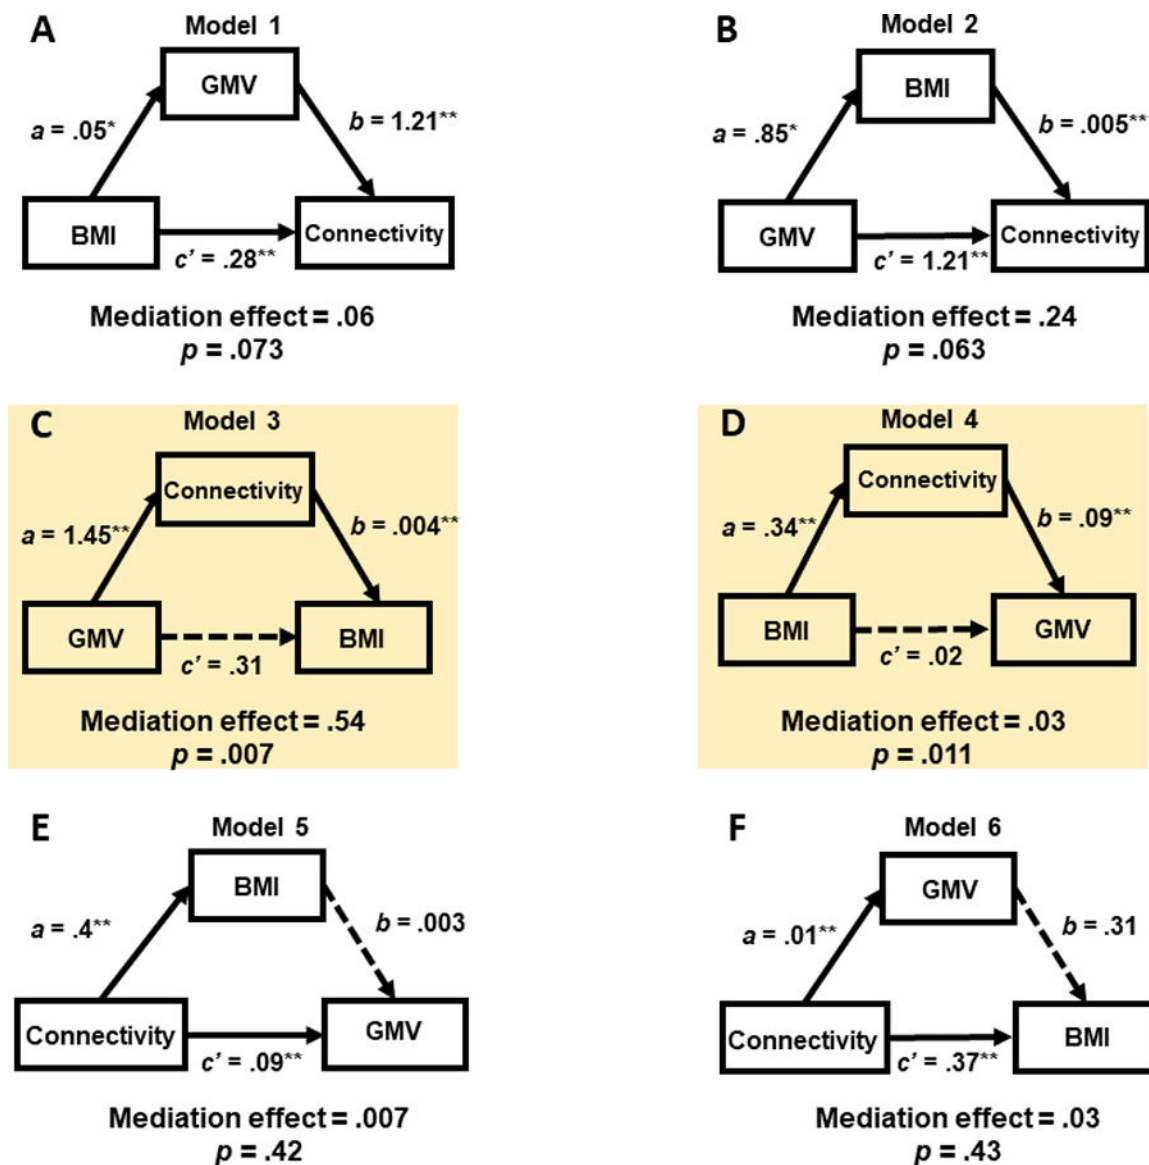 A
Model 1
GMV
a = .05*
b = 1.21**
BMI
Connectivity
c' = .28**
Mediation effect = .06
p = .073
B
Model 2
BMI
a = .85*
b = .005**
GMV
Connectivity
c' = 1.21**
Mediation effect = .24
p = .063
C
Model 3
Connectivity
a = 1.45**
b = .004**
GMV
BMI
c' = .31
Mediation effect = .54
p = .007
D
Model 4
Connectivity
a = .34**
b = .09**
BMI
GMV
c' = .02
Mediation effect = .03
p = .011
E
Model 5
BMI
a = .4**
b = .003
Connectivity
GMV
c' = .09**
Mediation effect = .007
p = .42
F
Model 6
GMV
a = .01**
b = .31
Connectivity
BMI
c' = .37**
Mediation effect = .03
p = .43